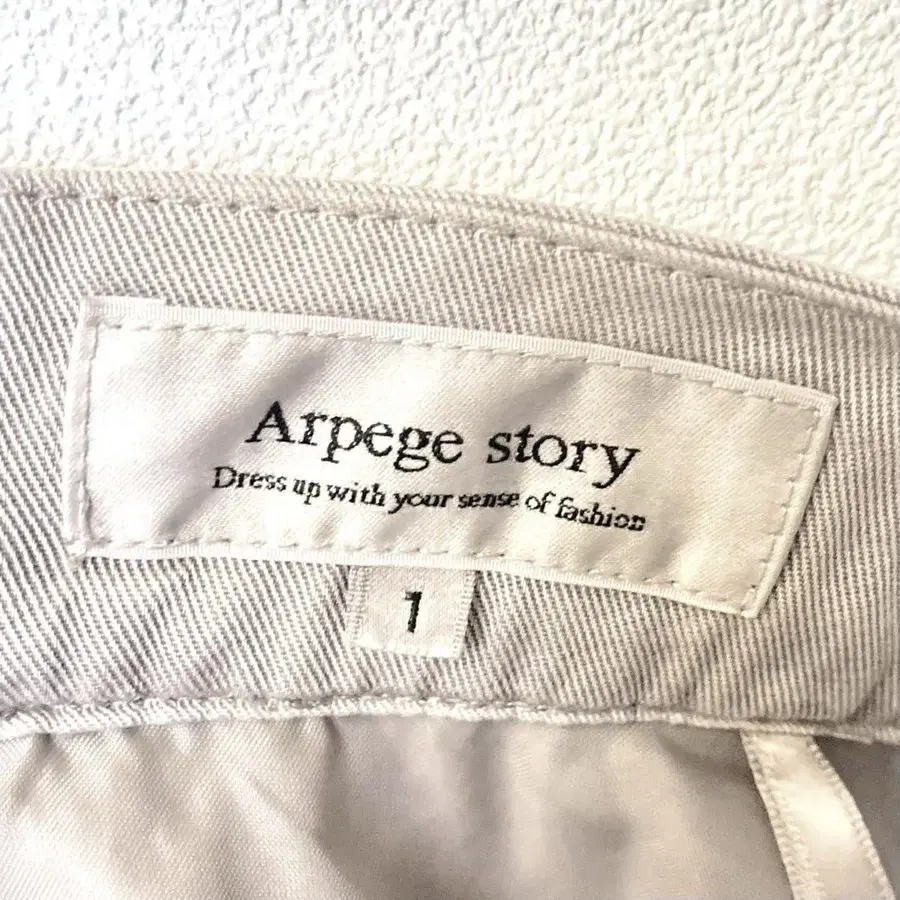 Arpege story
Dress up with your sense of fashion
1